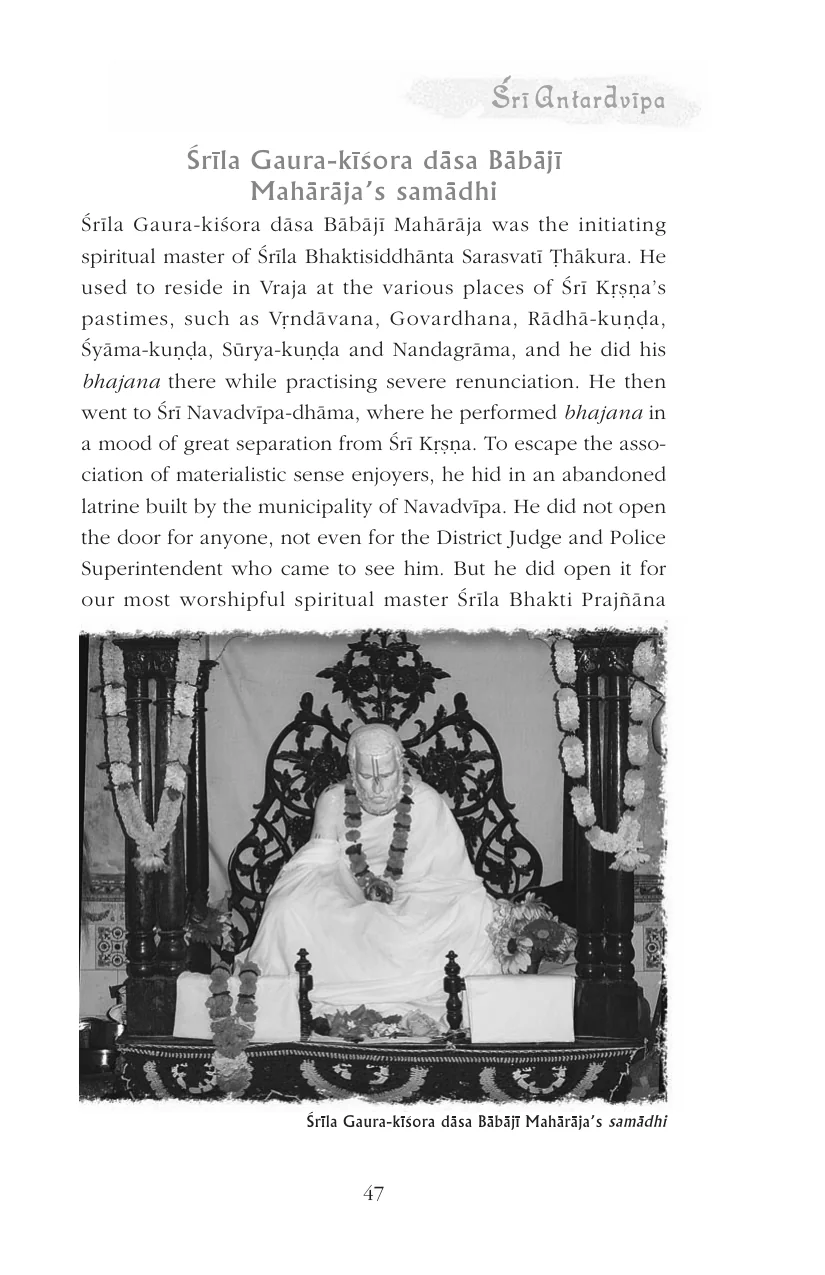 Śrī Antardvīpa
Śrīla Gaura-kīśora dāsa Bābājī
Mahārāja's samādhi
Śrīla Gaura-kiśora dāsa Bābājī Mahārāja was the initiating
spiritual master of Śrīla Bhaktisiddhānta Sarasvatī Ṭhākura. He
used to reside in Vraja at the various places of Śrī Kṛṣṇa's
pastimes, such as Vṛndāvana, Govardhana, Rādhā-kuṇḍa,
Śyāma-kuṇḍa, Sūrya-kuṇḍa and Nandagrāma, and he did his
bhajana there while practising severe renunciation. He then
went to Śrī Navadvīpa-dhāma, where he performed bhajana in
a mood of great separation from Śrī Kṛṣṇa. To escape the asso-
ciation of materialistic sense enjoyers, he hid in an abandoned
latrine built by the municipality of Navadvīpa. He did not open
the door for anyone, not even for the District Judge and Police
Superintendent who came to see him. But he did open it for
our most worshipful spiritual master Śrīla Bhakti Prajñāna
Śrīla Gaura-kīśora dāsa Bābājī Mahārāja's samādhi
47